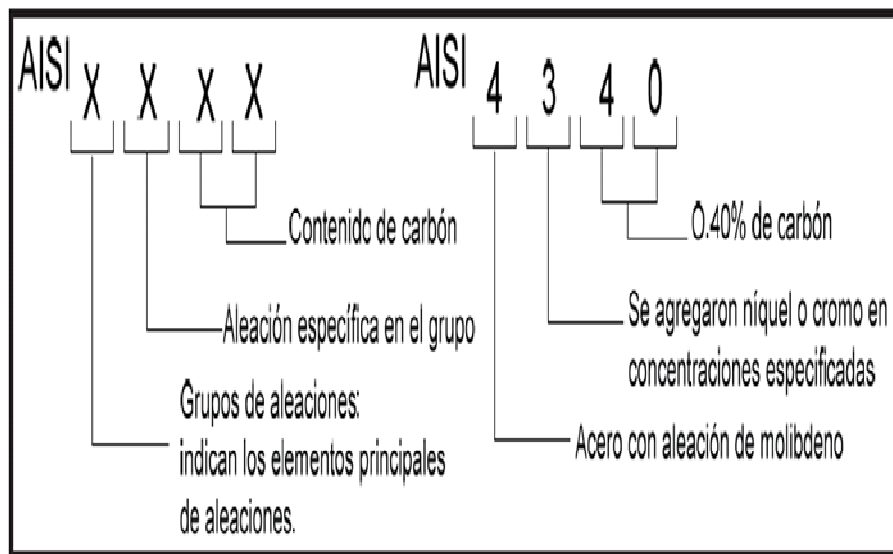 AISI X X X X
Contenido de carbón
Aleación específica en el grupo
Grupos de aleaciones:
indican los elementos principales
de aleaciones.
AISI 4 3 4 0
0.40% de carbón
Se agregaron níquel o cromo en
concentraciones especificadas
Acero con aleación de molibdeno